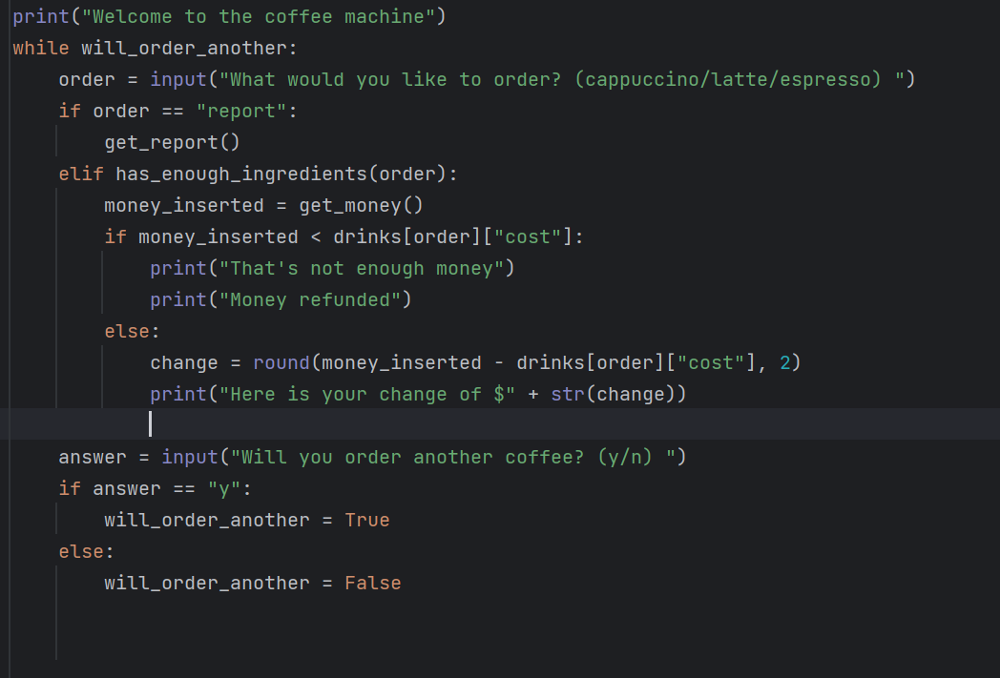 print("Welcome to the coffee machine")
while will_order_another:
    order = input("What would you like to order? (cappuccino/latte/espresso) ")
    if order == "report":
        get_report()
    elif has_enough_ingredients(order):
        money_inserted = get_money()
        if money_inserted < drinks[order]["cost"]:
            print("That's not enough money")
            print("Money refunded")
        else:
            change = round(money_inserted - drinks[order]["cost"], 2)
            print("Here is your change of $" + str(change))
    answer = input("Will you order another coffee? (y/n) ")
    if answer == "y":
        will_order_another = True
    else:
        will_order_another = False